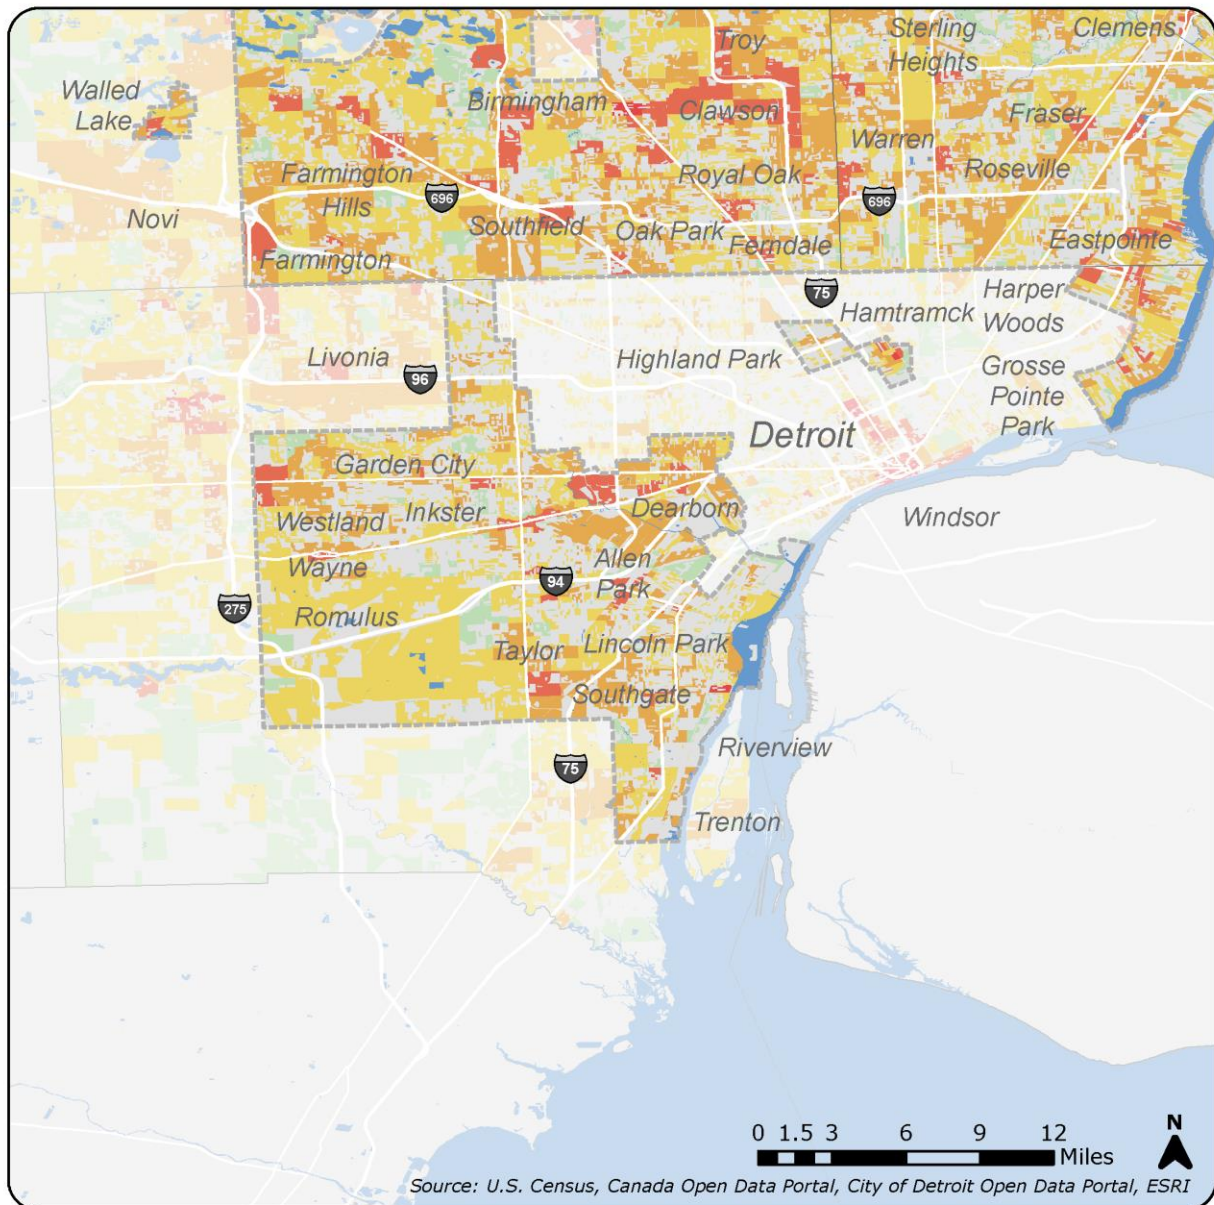 Troy
Sterling
Heights
Clemens
Walled
Lake
Birmingham
Clawson
Fraser
Warren
Roseville
Farmington
Hills
696
Royal Oak
696
Novi
Southfield
Oak Park
Ferndale
Eastpointe
Farmington
75
Harper
Woods
Hamtramck
Livonia
96
Highland Park
Grosse
Pointe
Park
Detroit
Garden City
Westland
Inkster
Dearborn
Windsor
Wayne
Allen
Park
94
275
Romulus
Taylor
Lincoln Park
Southgate
Riverview
75
Trenton
N
0 1.5 3 6 9 12
Miles
Source: U.S. Census, Canada Open Data Portal, City of Detroit Open Data Portal, ESRI